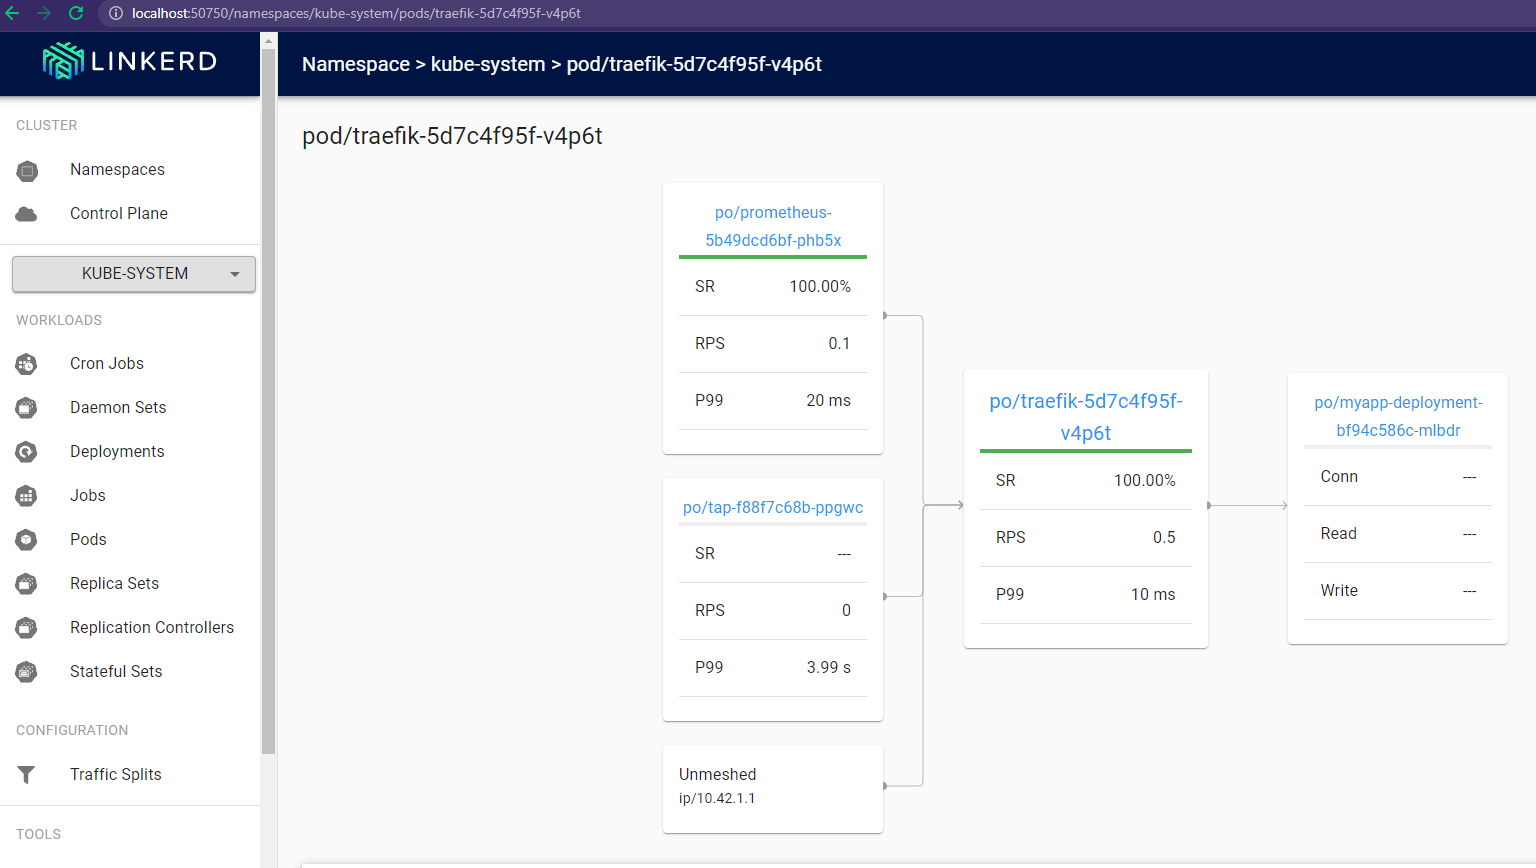 localhost:50750/namespaces/kube-system/pods/traefik-5d7c4f95f-v4p6t
LINKERD
Namespace > kube-system > pod/traefik-5d7c4f95f-v4p6t
CLUSTER
Namespaces
Control Plane
KUBE-SYSTEM
WORKLOADS
Cron Jobs
Daemon Sets
Deployments
Jobs
Pods
Replica Sets
Replication Controllers
Stateful Sets
CONFIGURATION
Traffic Splits
TOOLS
pod/traefik-5d7c4f95f-v4p6t
po/prometheus-
5b49dcd6bf-phb5x
SR 100.00%
RPS 0.1
P99 20 ms
po/tap-f88f7c68b-ppgwc
SR ---
RPS 0
P99 3.99 s
Unmeshed
ip/10.42.1.1
po/traefik-5d7c4f95f-
v4p6t
SR 100.00%
RPS 0.5
P99 10 ms
po/myapp-deployment-
bf94c586c-mlbdr
Conn ---
Read ---
Write ---